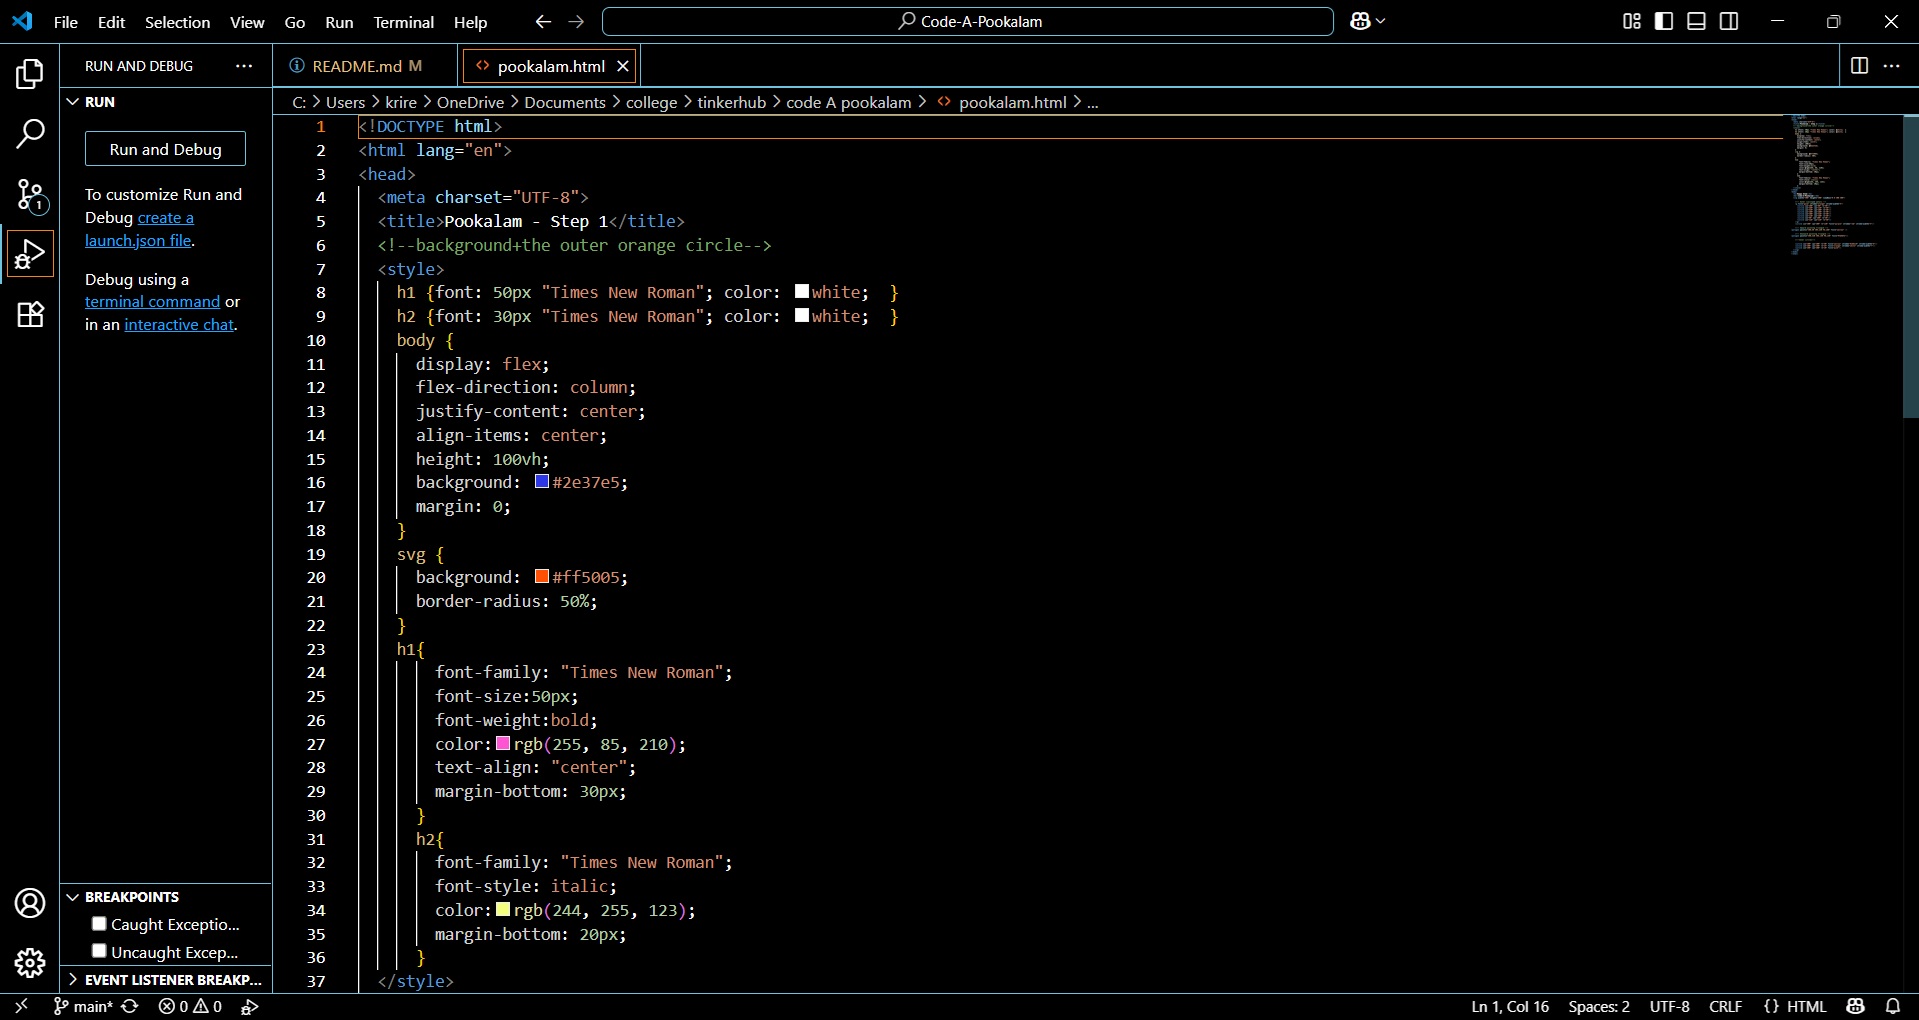 File Edit Selection View Go Run Terminal Help
Code-A-Pookalam
RUN AND DEBUG
README.md M
pookalam.html
RUN
Run and Debug
To customize Run and
Debug create a
launch.json file.
Debug using a
terminal command or
in an interactive chat.
BREAKPOINTS
Caught Exceptio...
Uncaught Excep...
EVENT LISTENER BREAKP...
C: > Users > krire > OneDrive > Documents > college > tinkerhub > code A pookalam > pookalam.html > ...
1 <!DOCTYPE html>
2 <html lang="en">
3 <head>
4 <meta charset="UTF-8">
5 <title>Pookalam - Step 1</title>
6 <!--background+the outer orange circle-->
7 <style>
8 h1 {font: 50px "Times New Roman"; color: white; }
9 h2 {font: 30px "Times New Roman"; color: white; }
10 body {
11 display: flex;
12 flex-direction: column;
13 justify-content: center;
14 align-items: center;
15 height: 100vh;
16 background: #2e37e5;
17 margin: 0;
18 }
19 svg {
20 background: #ff5005;
21 border-radius: 50%;
22 }
23 h1{
24 font-family: "Times New Roman";
25 font-size:50px;
26 font-weight:bold;
27 color: rgb(255, 85, 210);
28 text-align: "center";
29 margin-bottom: 30px;
30 }
31 h2{
32 font-family: "Times New Roman";
33 font-style: italic;
34 color: rgb(244, 255, 123);
35 margin-bottom: 20px;
36 }
37 </style>
main* 0 0
Ln 1, Col 16 Spaces: 2 UTF-8 CRLF {} HTML
1